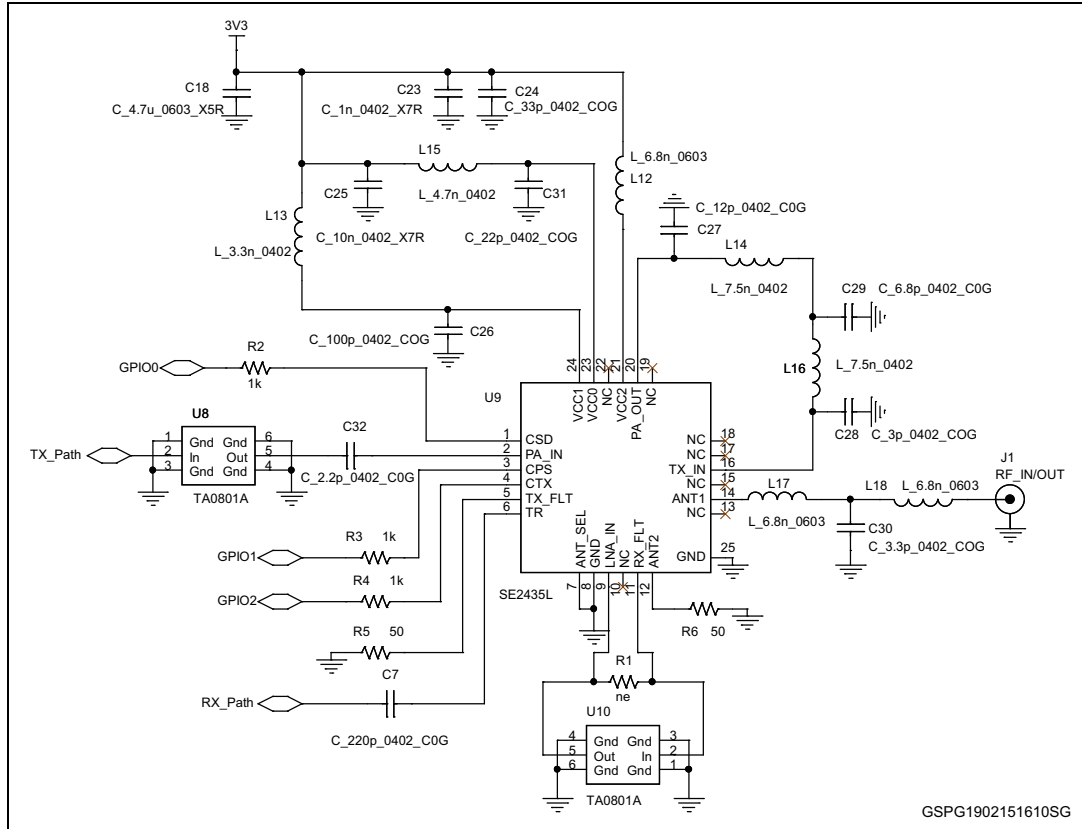 3V3
C18
C_4.7u_0603_X5R
C23
C_1n_0402_X7R
C24
C_33p_0402_COG
L15
L_4.7n_0402
C25
C_10n_0402_X7R
C31
C_22p_0402_COG
L_6.8n_0603
L12
L13
L_3.3n_0402
C_12p_0402_C0G
C27
L14
L_7.5n_0402
C29
C_6.8p_0402_C0G
L16
L_7.5n_0402
C28
C_3p_0402_COG
C_100p_0402_COG
C26
GPIO0
R2
1k
U9
24
23
22
21
20
19
VCC1
VCC0
NC
VCC2
PA_OUT
NC
U8
1
2
3
Gnd
In
Gnd
Gnd
Out
Gnd
6
5
4
TA0801A
TX_Path
C32
C_2.2p_0402_C0G
1
2
3
4
5
6
CSD
PA_IN
CPS
CTX
TX_FLT
TR
NC
NC
TX_IN
NC
ANT1
NC
GND
18
17
16
15
14
13
25
L17
L_6.8n_0603
L18
L_6.8n_0603
J1
RF_IN/OUT
C30
C_3.3p_0402_COG
ANT_SEL
GND
LNA_IN
NC
RX_FLT
ANT2
7
8
9
10
11
12
SE2435L
GPIO1
R3
1k
GPIO2
R4
1k
R5
50
R6
50
RX_Path
C7
C_220p_0402_C0G
R1
ne
U10
4
5
6
Gnd
Out
Gnd
Gnd
In
Gnd
3
2
1
TA0801A
GSPG1902151610SG